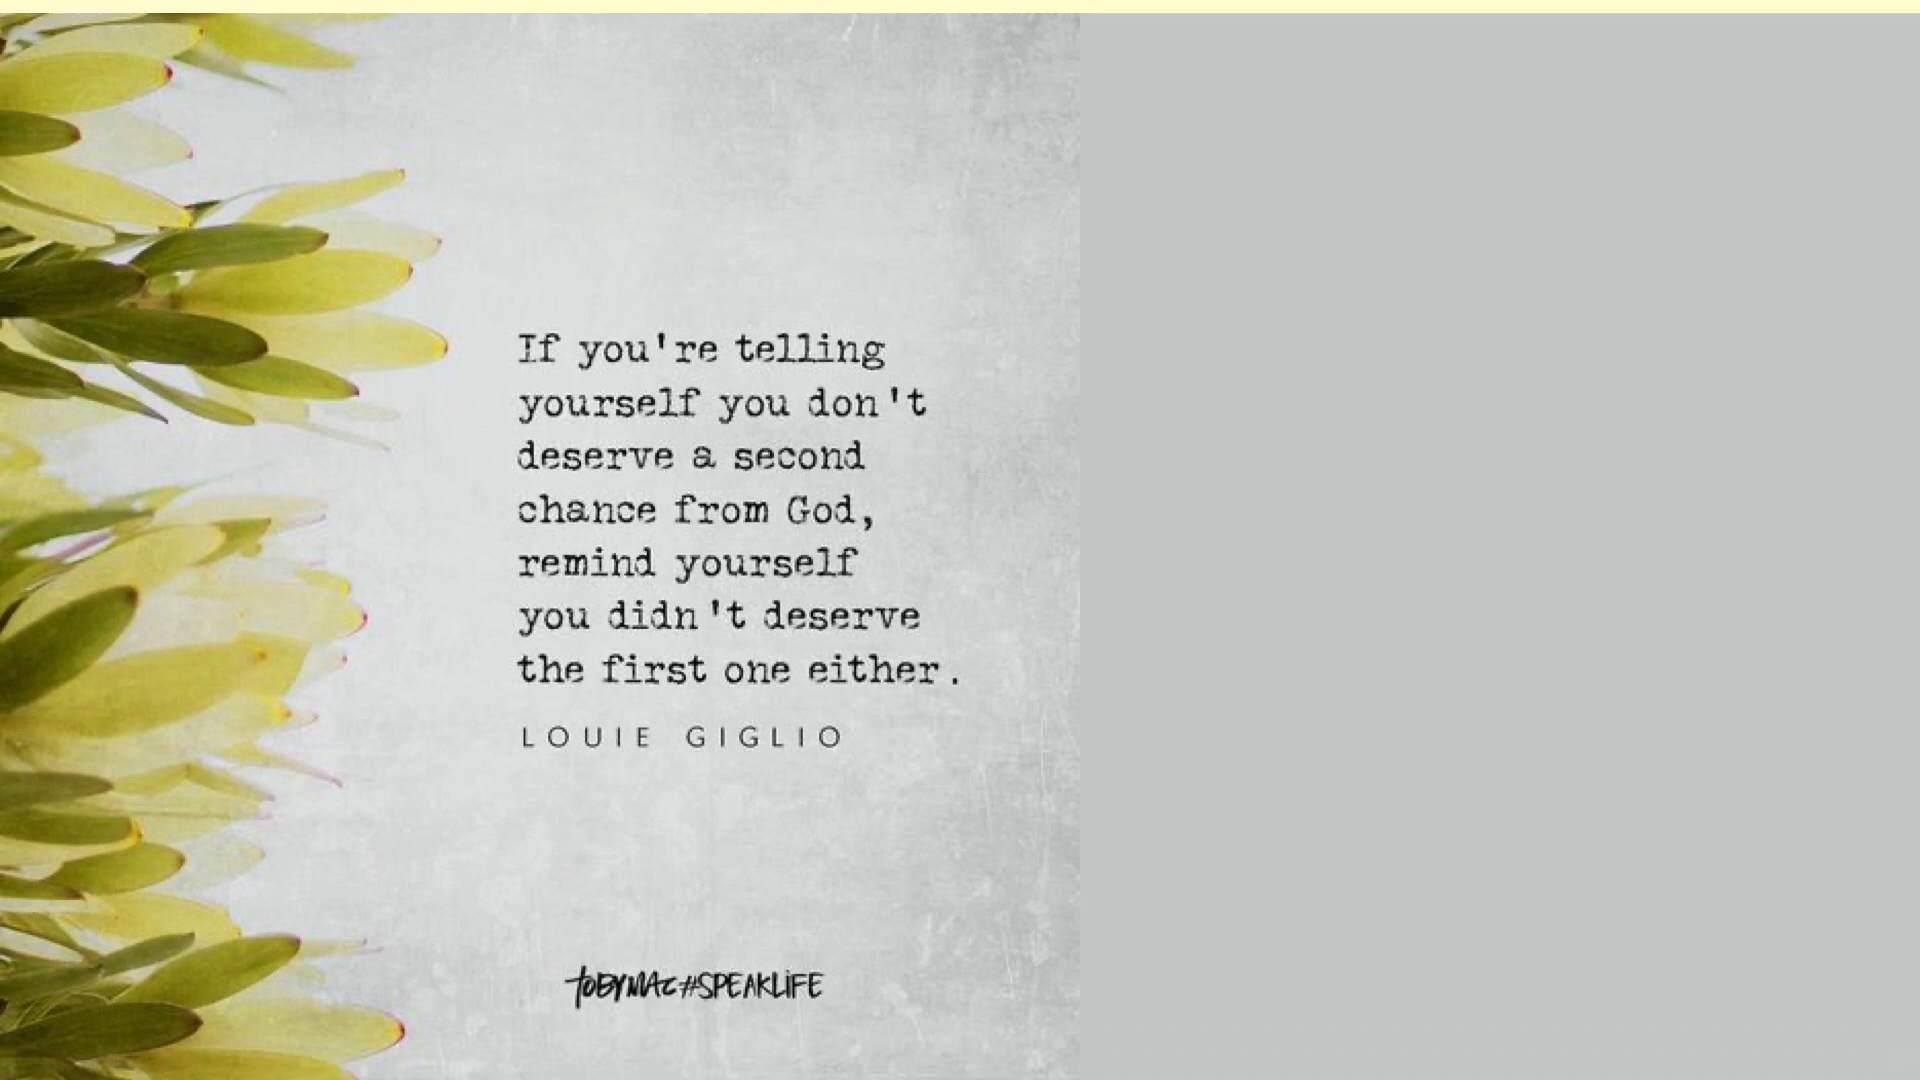 If you're telling
yourself you don't
deserve a second
chance from God,
remind yourself
you didn't deserve
the first one either.
LOUIE GIGLIO
tobyMac#SPEAKLIFE